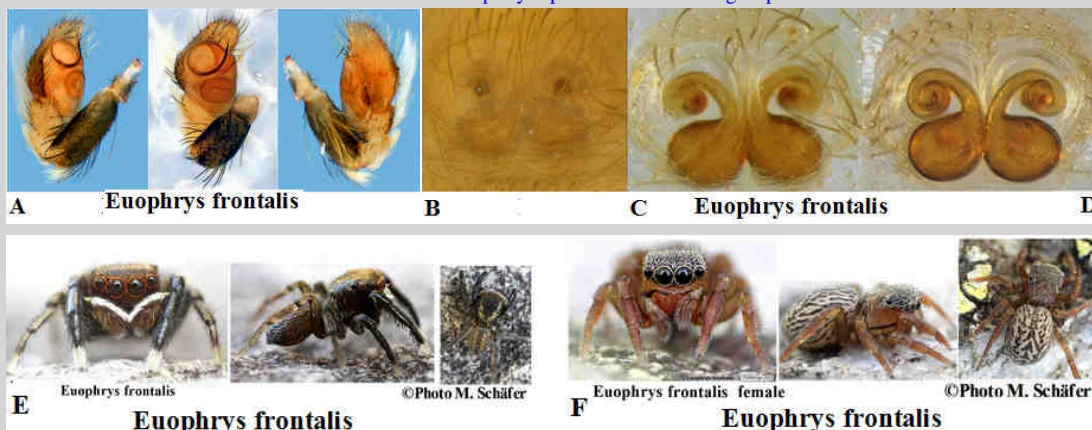 A Euophrys frontalis B C Euophrys frontalis D
Euophrys frontalis ©Photo M. Schäfer Euophrys frontalis female ©Photo M. Schäfer
E Euophrys frontalis F Euophrys frontalis